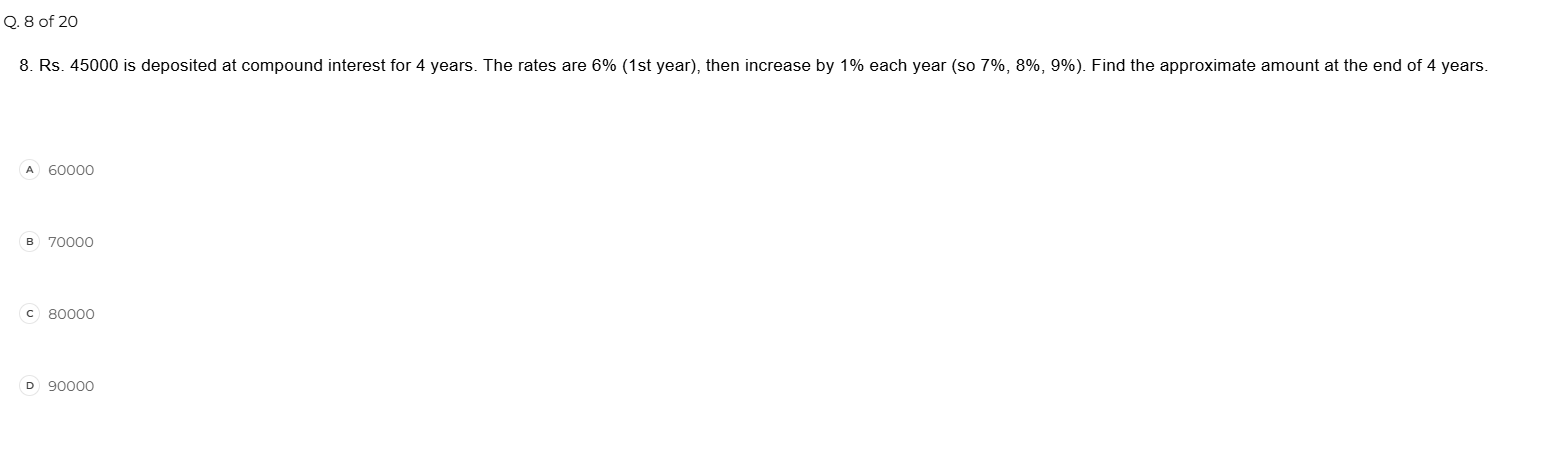 Q. 8 of 20
8. Rs. 45000 is deposited at compound interest for 4 years. The rates are 6% (1st year), then increase by 1% each year (so 7%, 8%, 9%). Find the approximate amount at the end of 4 years.
A 60000
B 70000
C 80000
D 90000